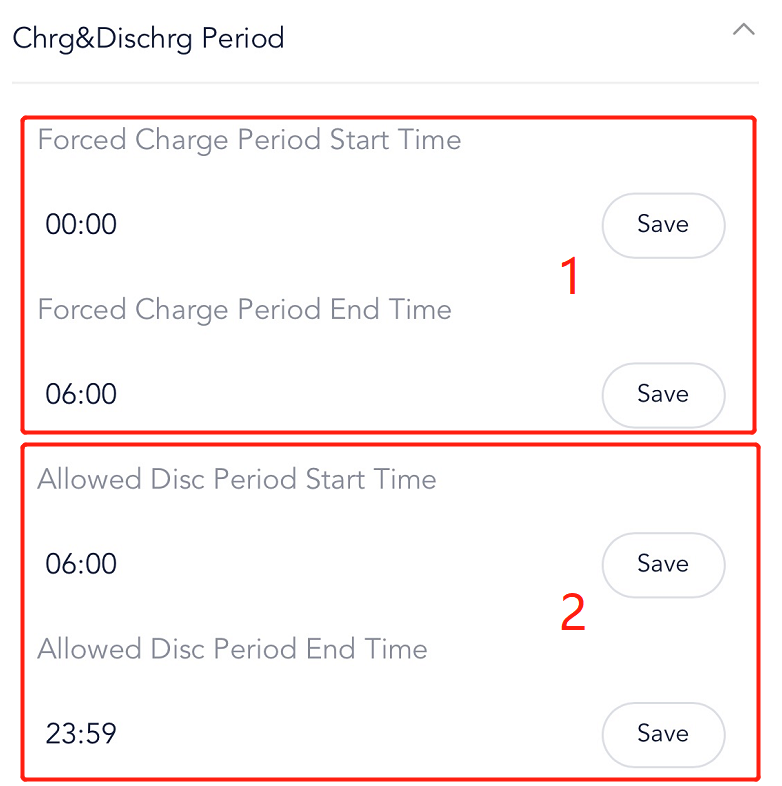 Chrg&Dischrg Period
Forced Charge Period Start Time
00:00
Save
1
Forced Charge Period End Time
06:00
Save
Allowed Disc Period Start Time
06:00
Save
2
Allowed Disc Period End Time
23:59
Save